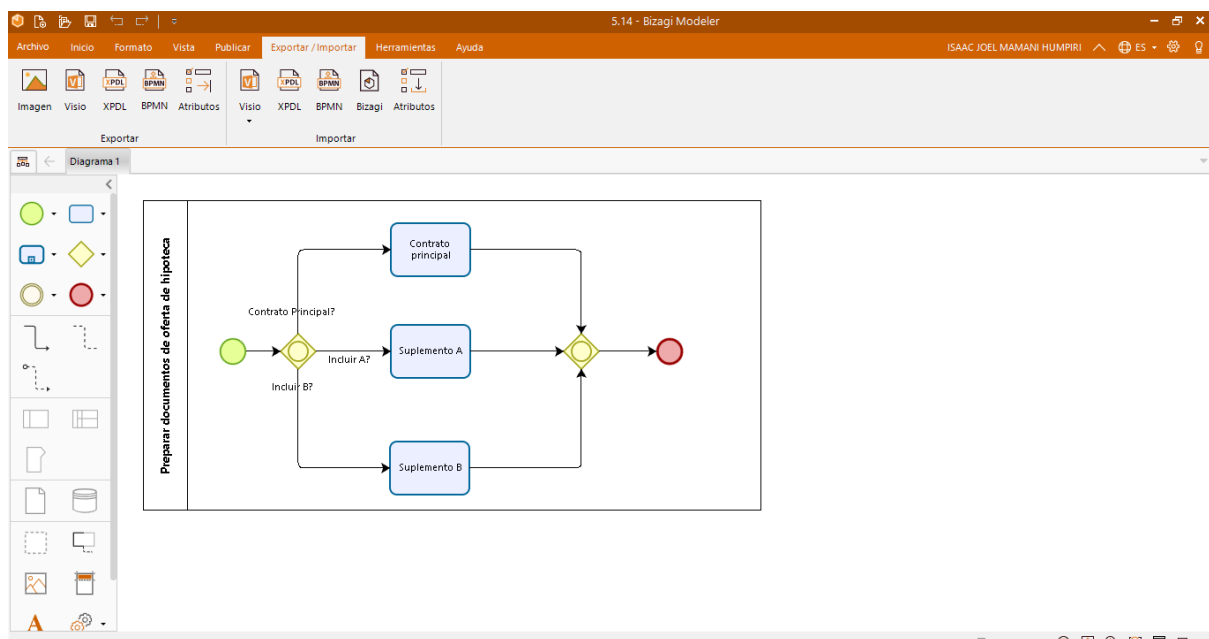 5.14 - Bizagi Modeler
Archivo Inicio Formato Vista Publicar Exportar / Importar Herramientas Ayuda ISAAC JOEL MAMANI HUMPIRI ES
Imagen Visio XPDL BPMN Atributos Visio XPDL BPMN Bizagi Atributos
Exportar Importar
Diagrama 1
Preparar documentos de oferta de hipoteca
Contrato
principal
Contrato Principal?
Suplemento A
Incluir A?
Incluir B?
Suplemento B